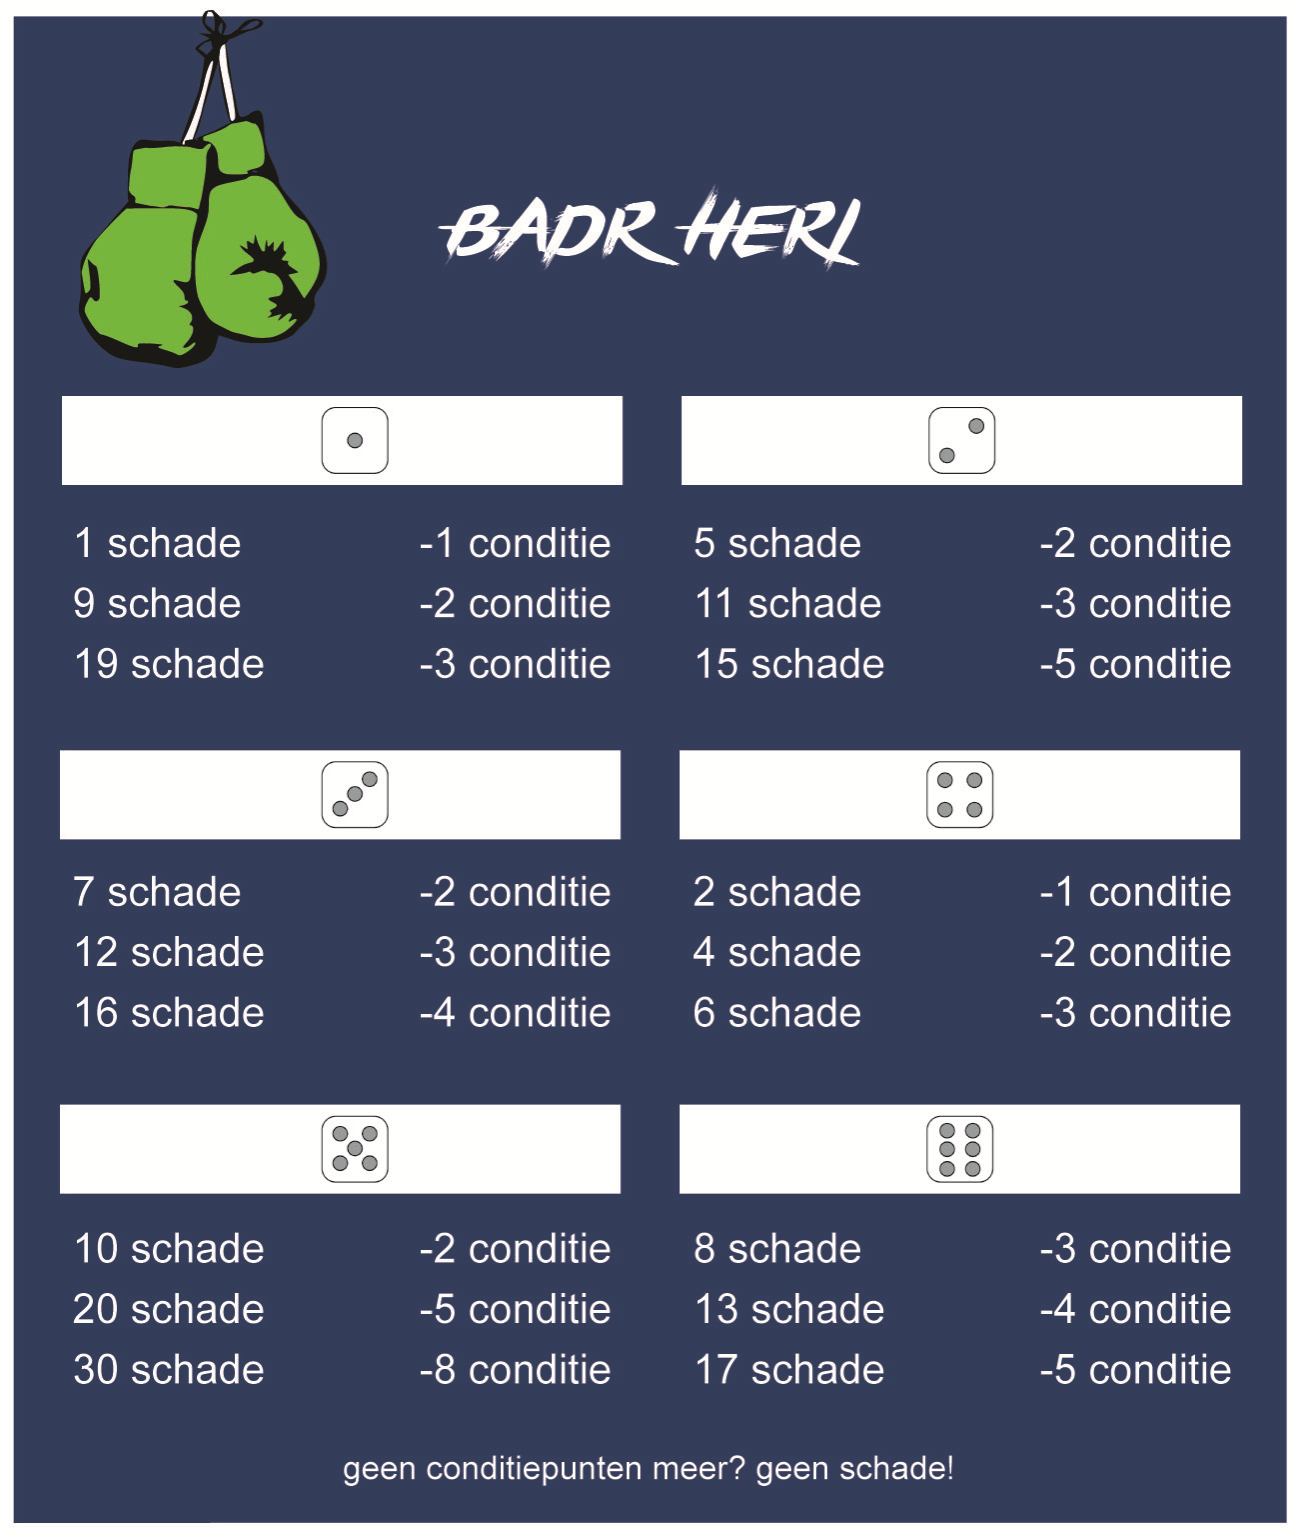 BADR HERI
1 schade -1 conditie
9 schade -2 conditie
19 schade -3 conditie
5 schade -2 conditie
11 schade -3 conditie
15 schade -5 conditie
7 schade -2 conditie
12 schade -3 conditie
16 schade -4 conditie
2 schade -1 conditie
4 schade -2 conditie
6 schade -3 conditie
10 schade -2 conditie
20 schade -5 conditie
30 schade -8 conditie
8 schade -3 conditie
13 schade -4 conditie
17 schade -5 conditie
geen conditiepunten meer? geen schade!